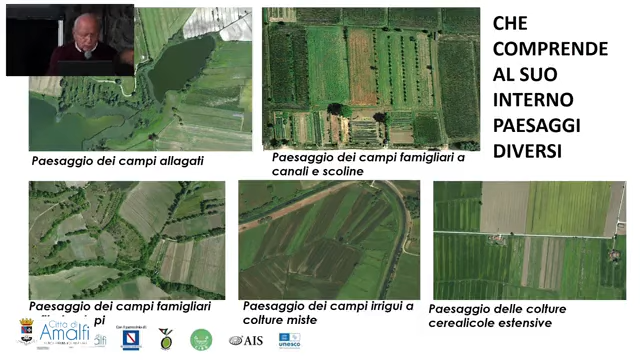 CHE
COMPRENDE
AL SUO
INTERNO
PAESAGGI
DIVERSI
Paesaggio dei campi allagati
Paesaggio dei campi famigliari a
canali e scoline
Paesaggio dei campi famigliari
pi
Paesaggio dei campi irrigui a
colture miste
Paesaggio delle colture
cerealicole estensive
Città di
Amalfi
AIS
unesco